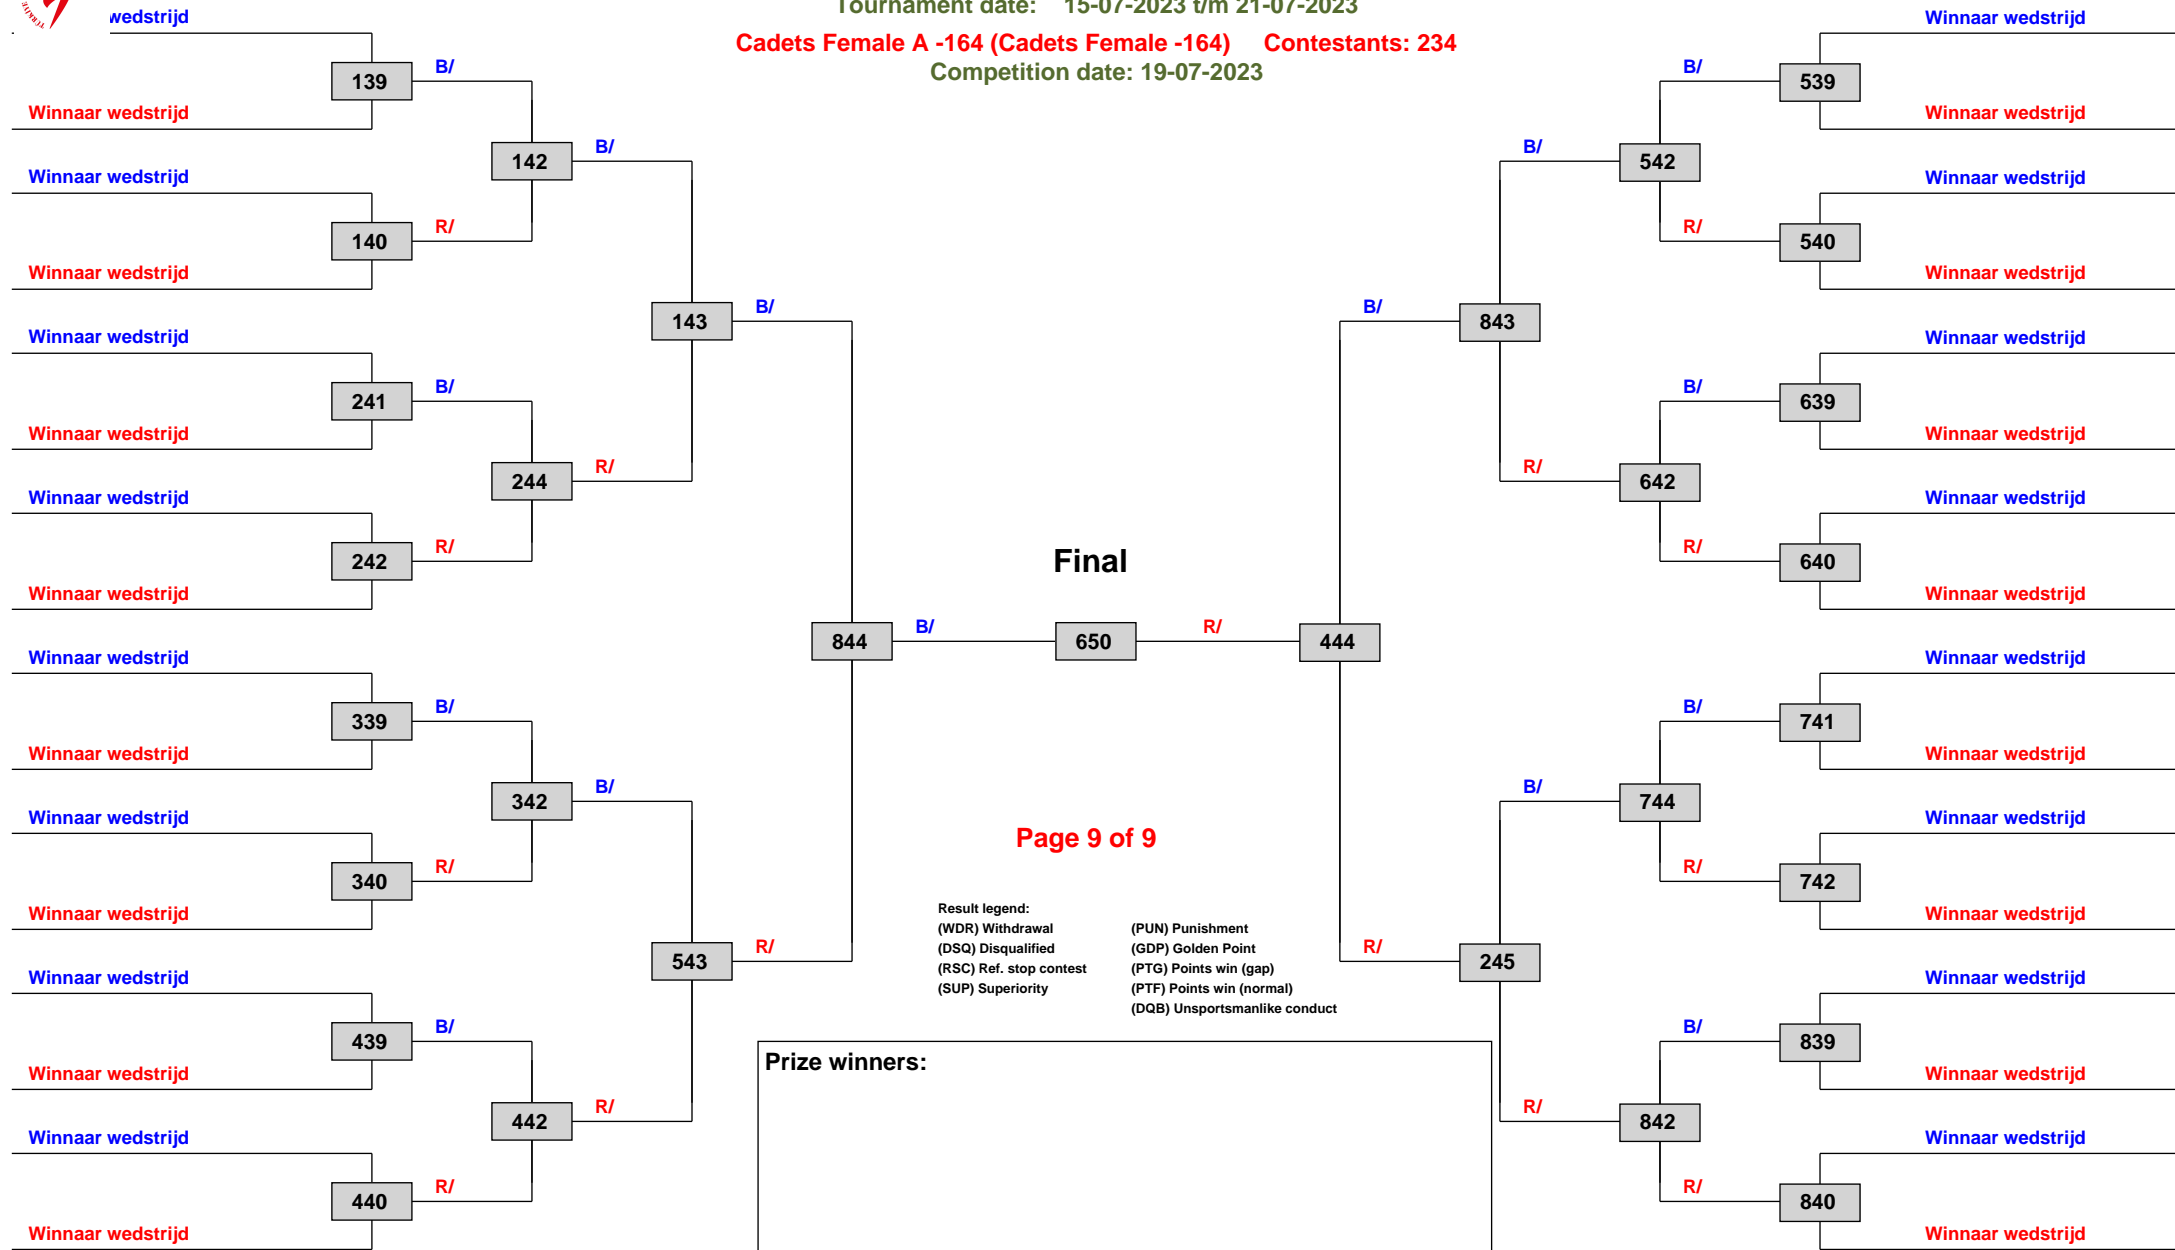 TÜRKİYE
wedstrijd
Tournament date: 15-07-2023 t/m 21-07-2023
Winnaar wedstrijd
Cadets Female A -164 (Cadets Female -164) Contestants: 234
Competition date: 19-07-2023
139 B/
B/ 539
Winnaar wedstrijd
Winnaar wedstrijd
142 B/
B/ 542
Winnaar wedstrijd
Winnaar wedstrijd
140 R/
R/ 540
Winnaar wedstrijd
Winnaar wedstrijd
143 B/
B/ 843
Winnaar wedstrijd
Winnaar wedstrijd
241 B/
B/ 639
Winnaar wedstrijd
Winnaar wedstrijd
244 R/
R/ 642
Winnaar wedstrijd
Winnaar wedstrijd
242 R/
R/ 640
Final
Winnaar wedstrijd
Winnaar wedstrijd
844 B/ 650 R/ 444
Winnaar wedstrijd
Winnaar wedstrijd
339 B/
B/ 741
Winnaar wedstrijd
Winnaar wedstrijd
342 B/
B/ 744
Winnaar wedstrijd
Winnaar wedstrijd
Page 9 of 9
340 R/
R/ 742
Winnaar wedstrijd
Winnaar wedstrijd
Result legend:
(WDR) Withdrawal (PUN) Punishment
(DSQ) Disqualified (GDP) Golden Point
(RSC) Ref. stop contest (PTG) Points win (gap)
(SUP) Superiority (PTF) Points win (normal)
(DQB) Unsportsmanlike conduct
543 R/
R/ 245
Winnaar wedstrijd
Winnaar wedstrijd
439 B/
B/ 839
Prize winners:
Winnaar wedstrijd
Winnaar wedstrijd
442 R/
R/ 842
Winnaar wedstrijd
Winnaar wedstrijd
440 R/
R/ 840
Winnaar wedstrijd
Winnaar wedstrijd